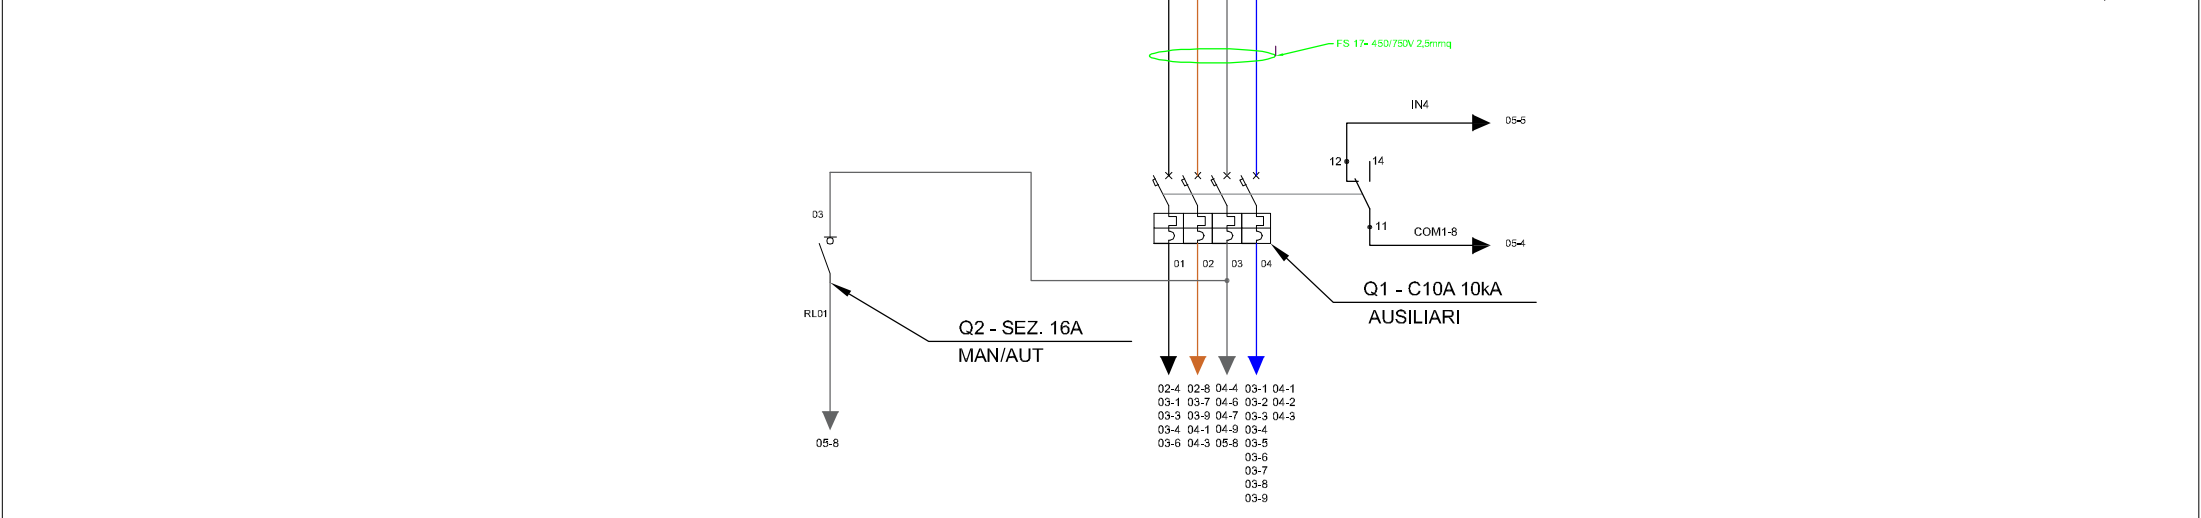 FS 17- 450/750V 2,5mmq
IN4
05-5
12
14
03
11
COM1-8
05-4
01 02 03 04
Q1 - C10A 10kA
AUSILIARI
RL01
Q2 - SEZ. 16A
MAN/AUT
02-4 02-8 04-4 03-1 04-1
03-1 03-7 04-6 03-2 04-2
03-3 03-9 04-7 03-3 04-3
03-4 04-1 04-9 03-4
03-6 04-3 05-8 03-5
05-8
03-6
03-7
03-8
03-9